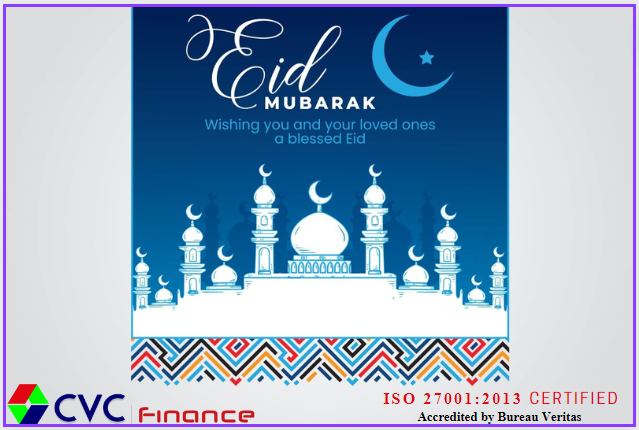 Eid
MUBARAK
Wishing you and your loved ones
a blessed Eid
CVC Finance
ISO 27001:2013 CERTIFIED
Accredited by Bureau Veritas